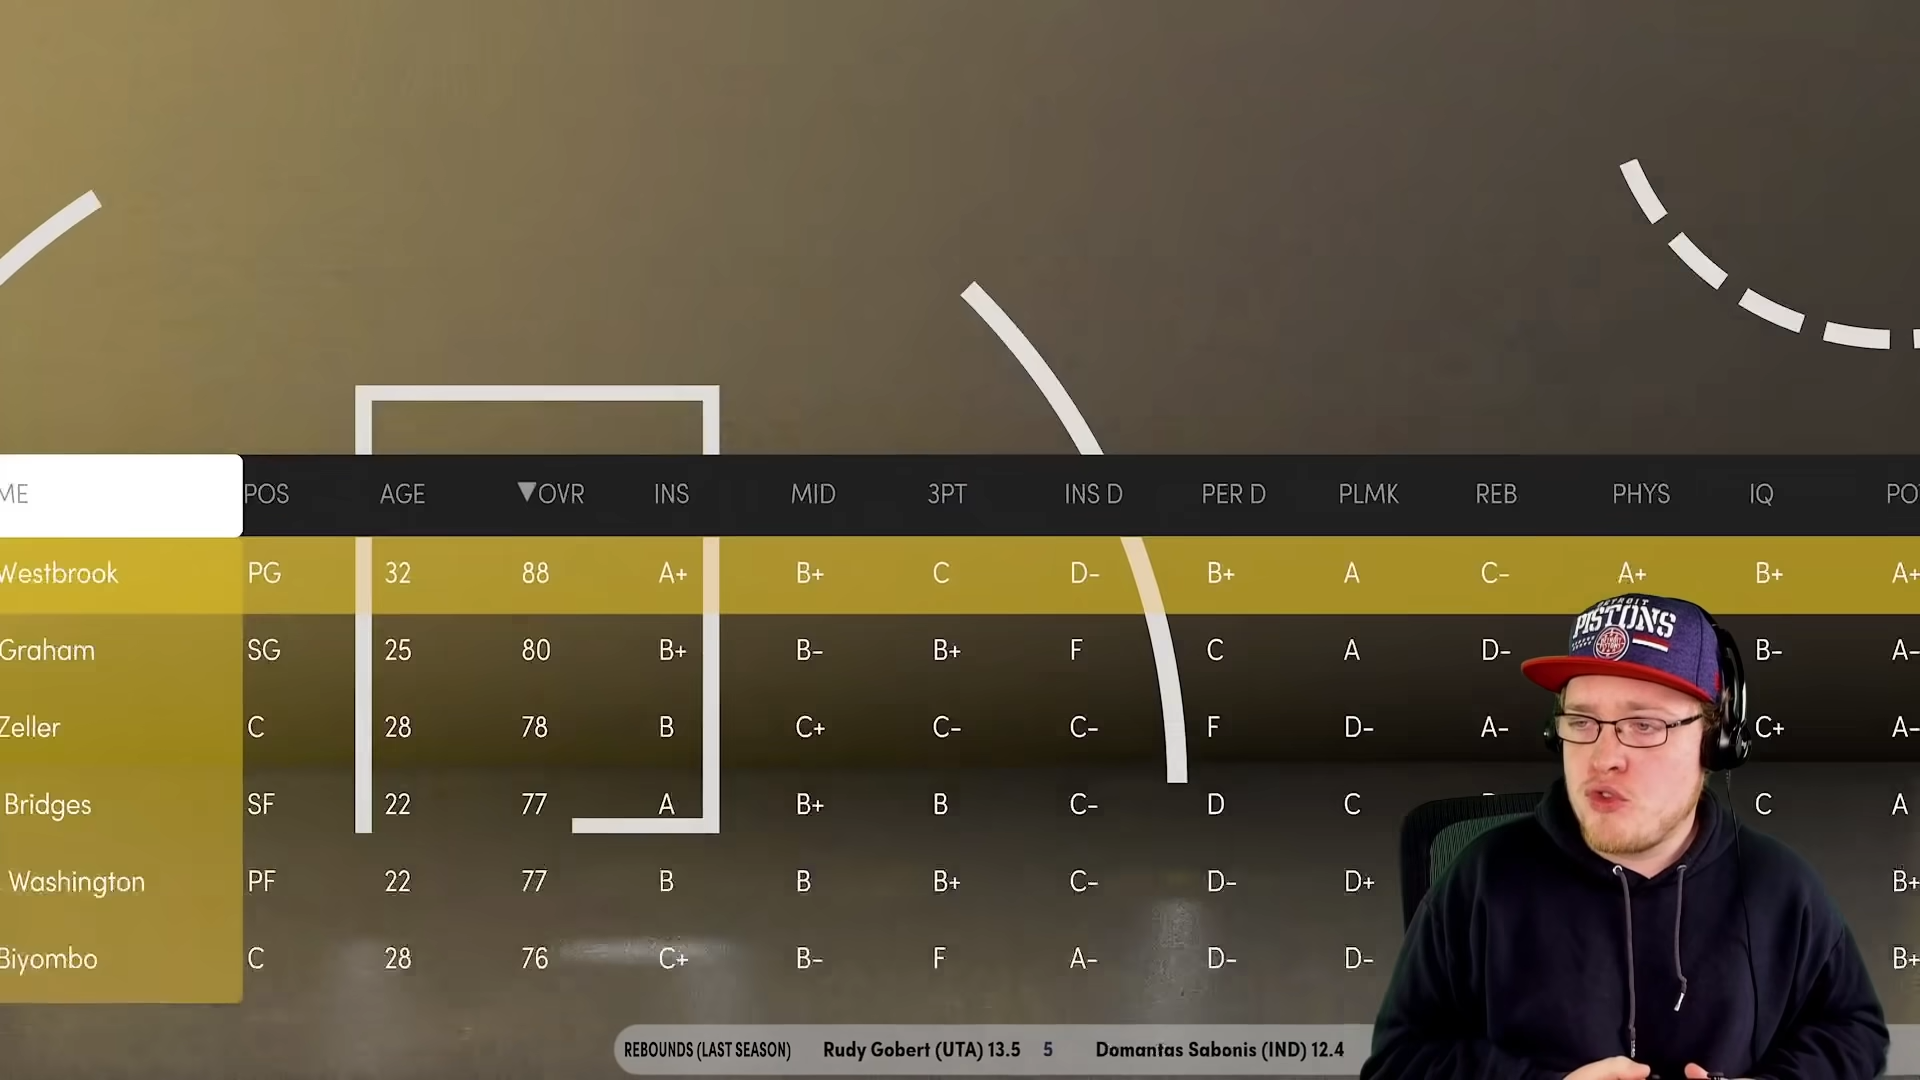 ME POS AGE ▼OVR INS MID 3PT INS D PER D PLMK REB PHYS IQ PO
Westbrook PG 32 88 A+ B+ C D- B+ A C- A+ B+ A+
Graham SG 25 80 B+ B- B+ F C A D- B- A-
Zeller C 28 78 B C+ C- C- F D- A- C+ A-
Bridges SF 22 77 A B+ B C- D C C A
Washington PF 22 77 B B B+ C- D- D+ B+
Biyombo C 28 76 C+ B- F A- D- D- B+
DETROIT
PISTONS
REBOUNDS (LAST SEASON) Rudy Gobert (UTA) 13.5 5 Domantas Sabonis (IND) 12.4